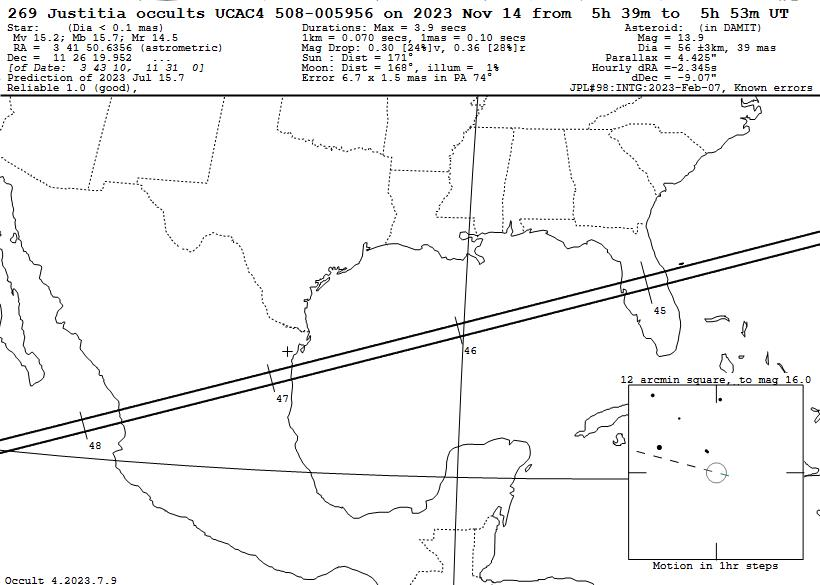 269 Justitia occults UCAC4 508-005956 on 2023 Nov 14 from 5h 39m to 5h 53m UT
Star: (Dia < 0.1 mas)
Mv 15.2; Mb 15.7; Mr 14.5
RA = 3 41 50.6356 (astrometric)
Dec = 11 26 19.952 ...
[of Date: 3 43 10, 11 31 0]
Prediction of 2023 Jul 15.7
Reliable 1.0 (good),
Durations: Max = 3.9 secs
1km = 0.070 secs, 1mas = 0.10 secs
Mag Drop: 0.30 [24%]v, 0.36 [28%]r
Sun : Dist = 171°
Moon: Dist = 168°, illum = 1%
Error 6.7 x 1.5 mas in PA 74°
Asteroid: (in DAMIT)
Mag = 13.9
Dia = 56 ±3km, 39 mas
Parallax = 4.425"
Hourly dRA =-2.345s
dDec = -9.07"
JPL#98:INTG:2023-Feb-07, Known errors
45
46
47
48
12 arcmin square, to mag 16.0
Motion in 1hr steps
Occult 4.2023.7.9